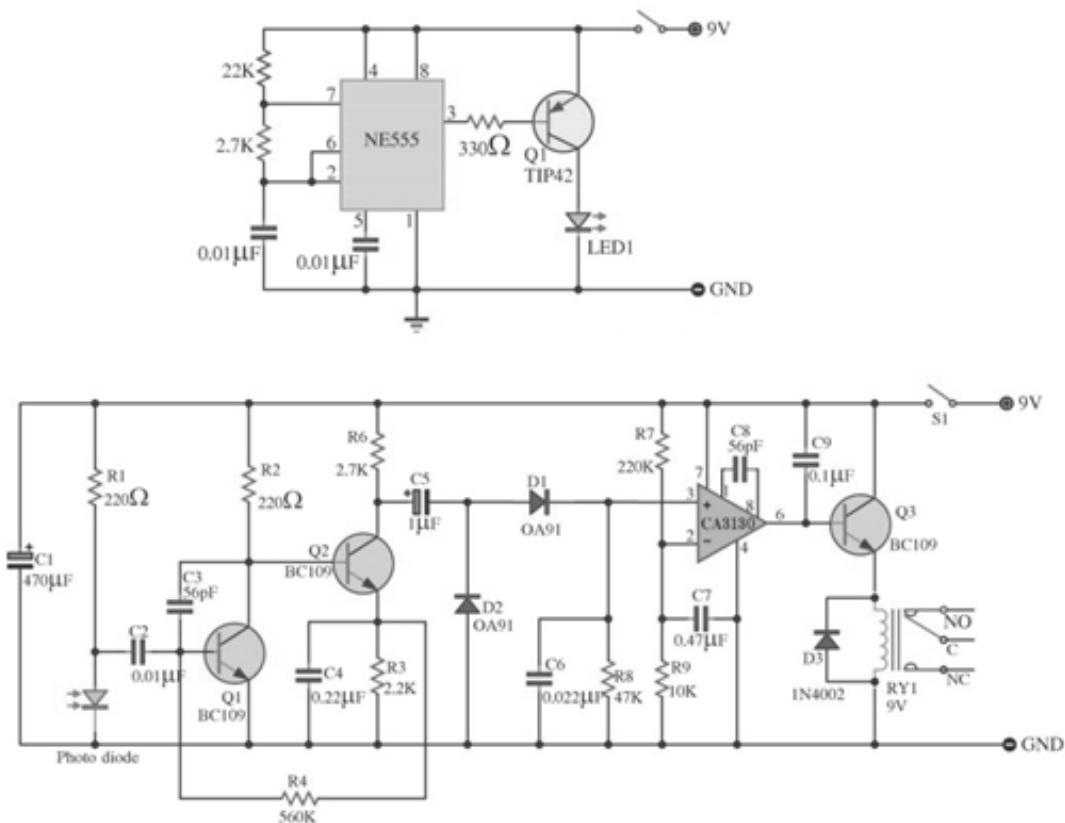 9V
22K
4
8
7
3
NE555
2.7K
6
330Ω
Q1
2
TIP42
5
1
0.01µF
0.01µF
LED1
GND
9V
S1
R6
2.7K
R7
220K
C8
56pF
C9
0.1µF
R1
220Ω
R2
220Ω
C5
+
1µF
D1
OA91
7
1
8
3
+
CA3130
6
2
−
4
Q3
BC109
Q2
BC109
+
C1
470µF
C3
56pF
D2
OA91
C7
0.47µF
NO
C
NC
C2
0.01µF
Q1
BC109
C4
0.22µF
R3
2.2K
C6
0.022µF
R8
47K
R9
10K
D3
1N4002
RY1
9V
Photo diode
GND
R4
560K